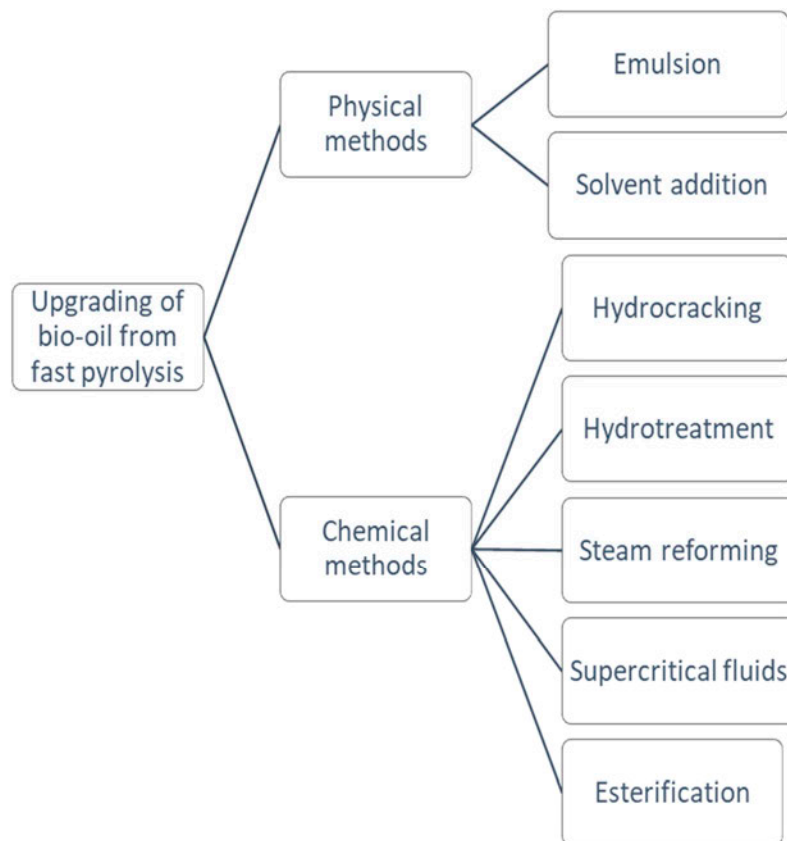 Upgrading of
bio-oil from
fast pyrolysis
Physical
methods
Emulsion
Solvent addition
Chemical
methods
Hydrocracking
Hydrotreatment
Steam reforming
Supercritical fluids
Esterification